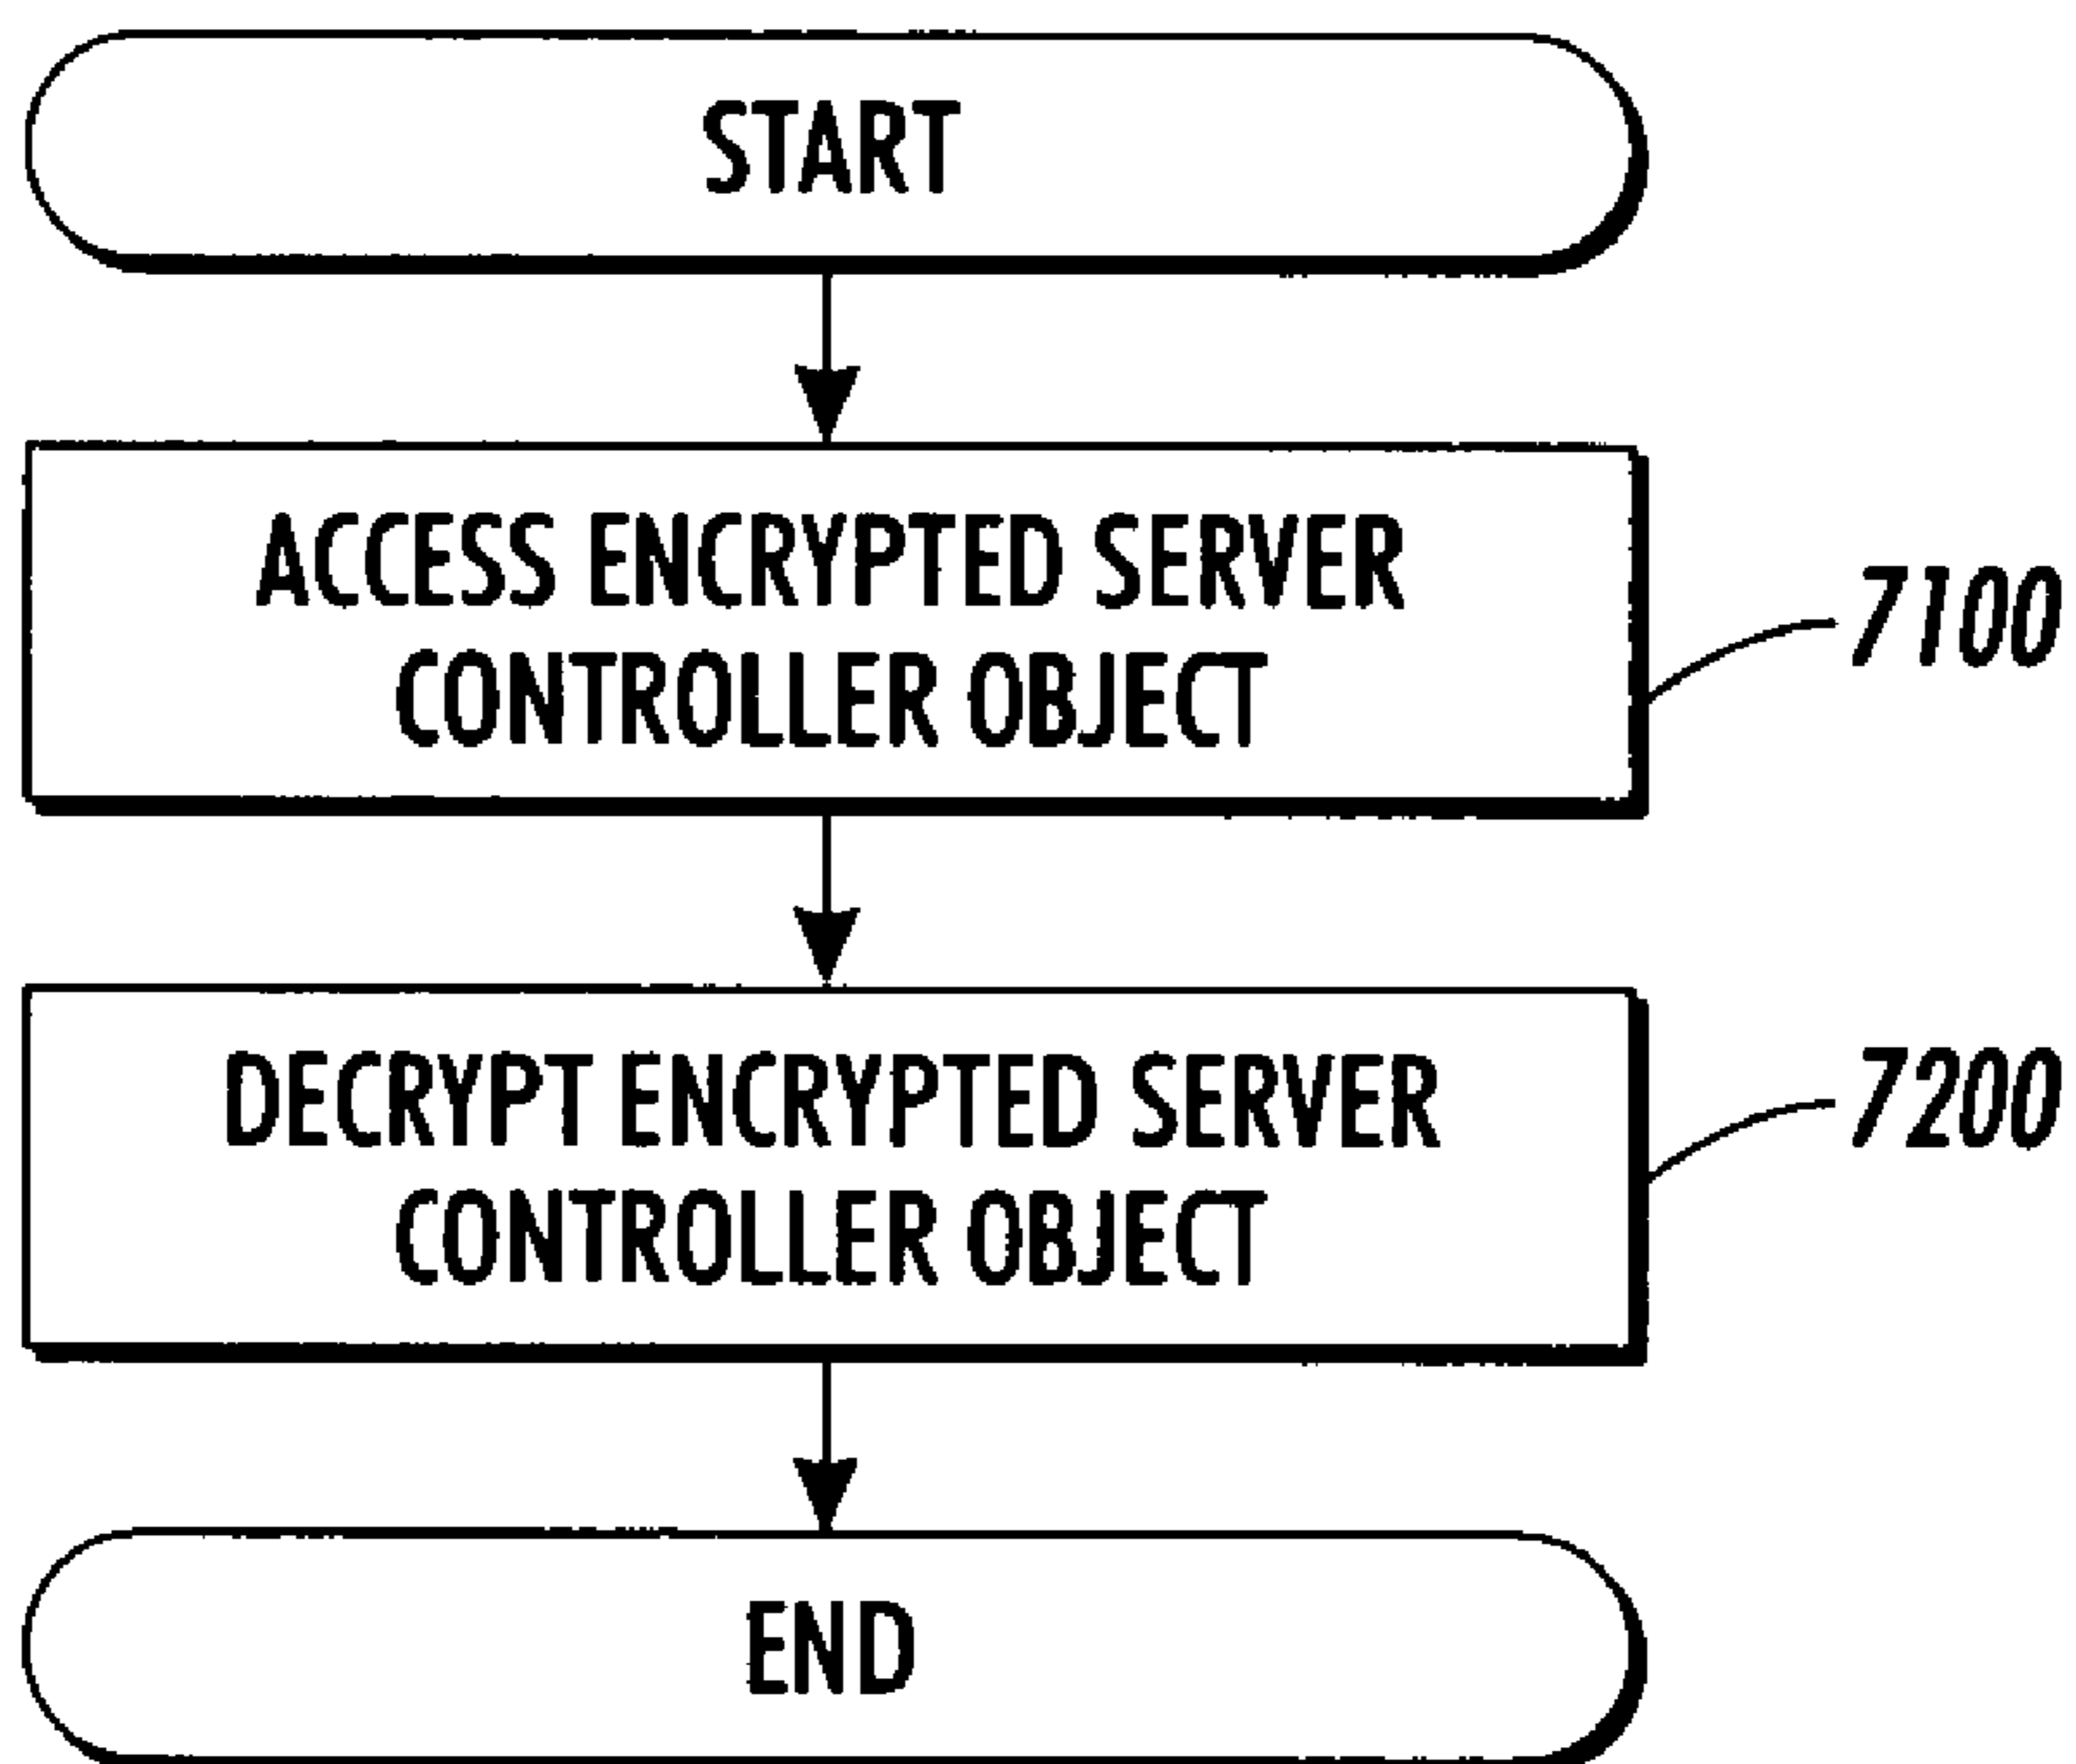 START
ACCESS ENCRYPTED SERVER
CONTROLLER OBJECT
7100
DECRYPT ENCRYPTED SERVER
CONTROLLER OBJECT
7200
END